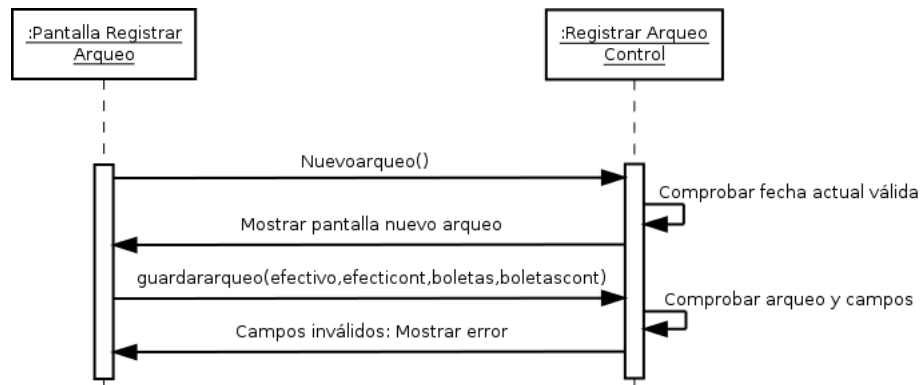 :Pantalla Registrar
Arqueo
:Registrar Arqueo
Control
Nuevoarqueo()
Comprobar fecha actual válida
Mostrar pantalla nuevo arqueo
guardararqueo(efectivo,efecticont,boletas,boletascont)
Comprobar arqueo y campos
Campos inválidos: Mostrar error